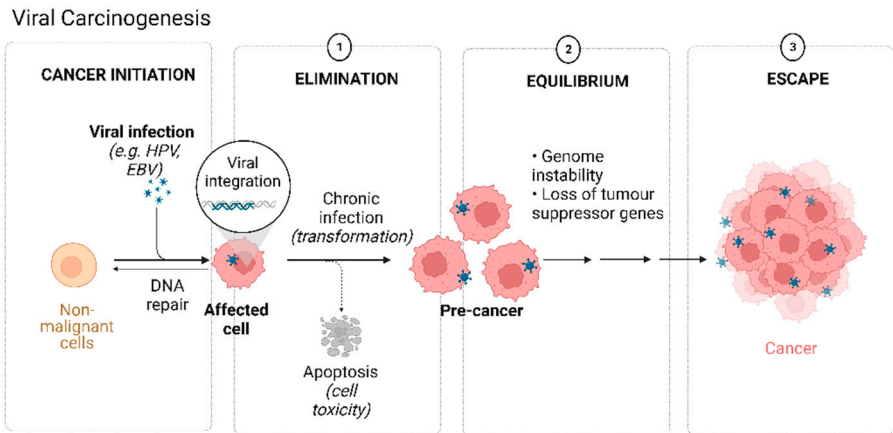 Viral Carcinogenesis
CANCER INITIATION
Viral infection
(e.g. HPV,
EBV)
Non-
malignant
cells
DNA
repair
1
ELIMINATION
Viral
integration
Affected
cell
Chronic
infection
(transformation)
Apoptosis
(cell
toxicity)
2
EQUILIBRIUM
Pre-cancer
• Genome
instability
• Loss of tumour
suppressor genes
3
ESCAPE
Cancer